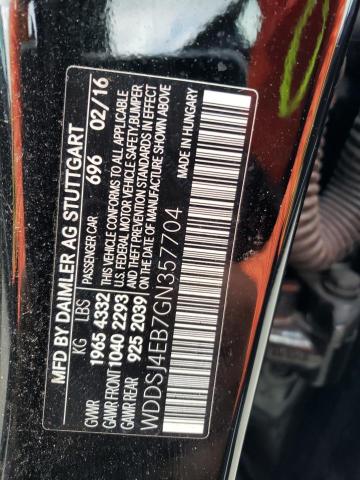 MFD BY DAIMLER AG STUTTGART
PASSENGER CAR 696 02/16
KG LBS
GVWR 1965 4332
GAWR FRONT 1040 2293
GAWR REAR 925 2039
THIS VEHICLE CONFORMS TO ALL APPLICABLE
U.S. FEDERAL MOTOR VEHICLE SAFETY, BUMPER
AND THEFT PREVENTION STANDARDS IN EFFECT
ON THE DATE OF MANUFACTURE SHOWN ABOVE
WDDSJ4EB7GN357704
MADE IN HUNGARY